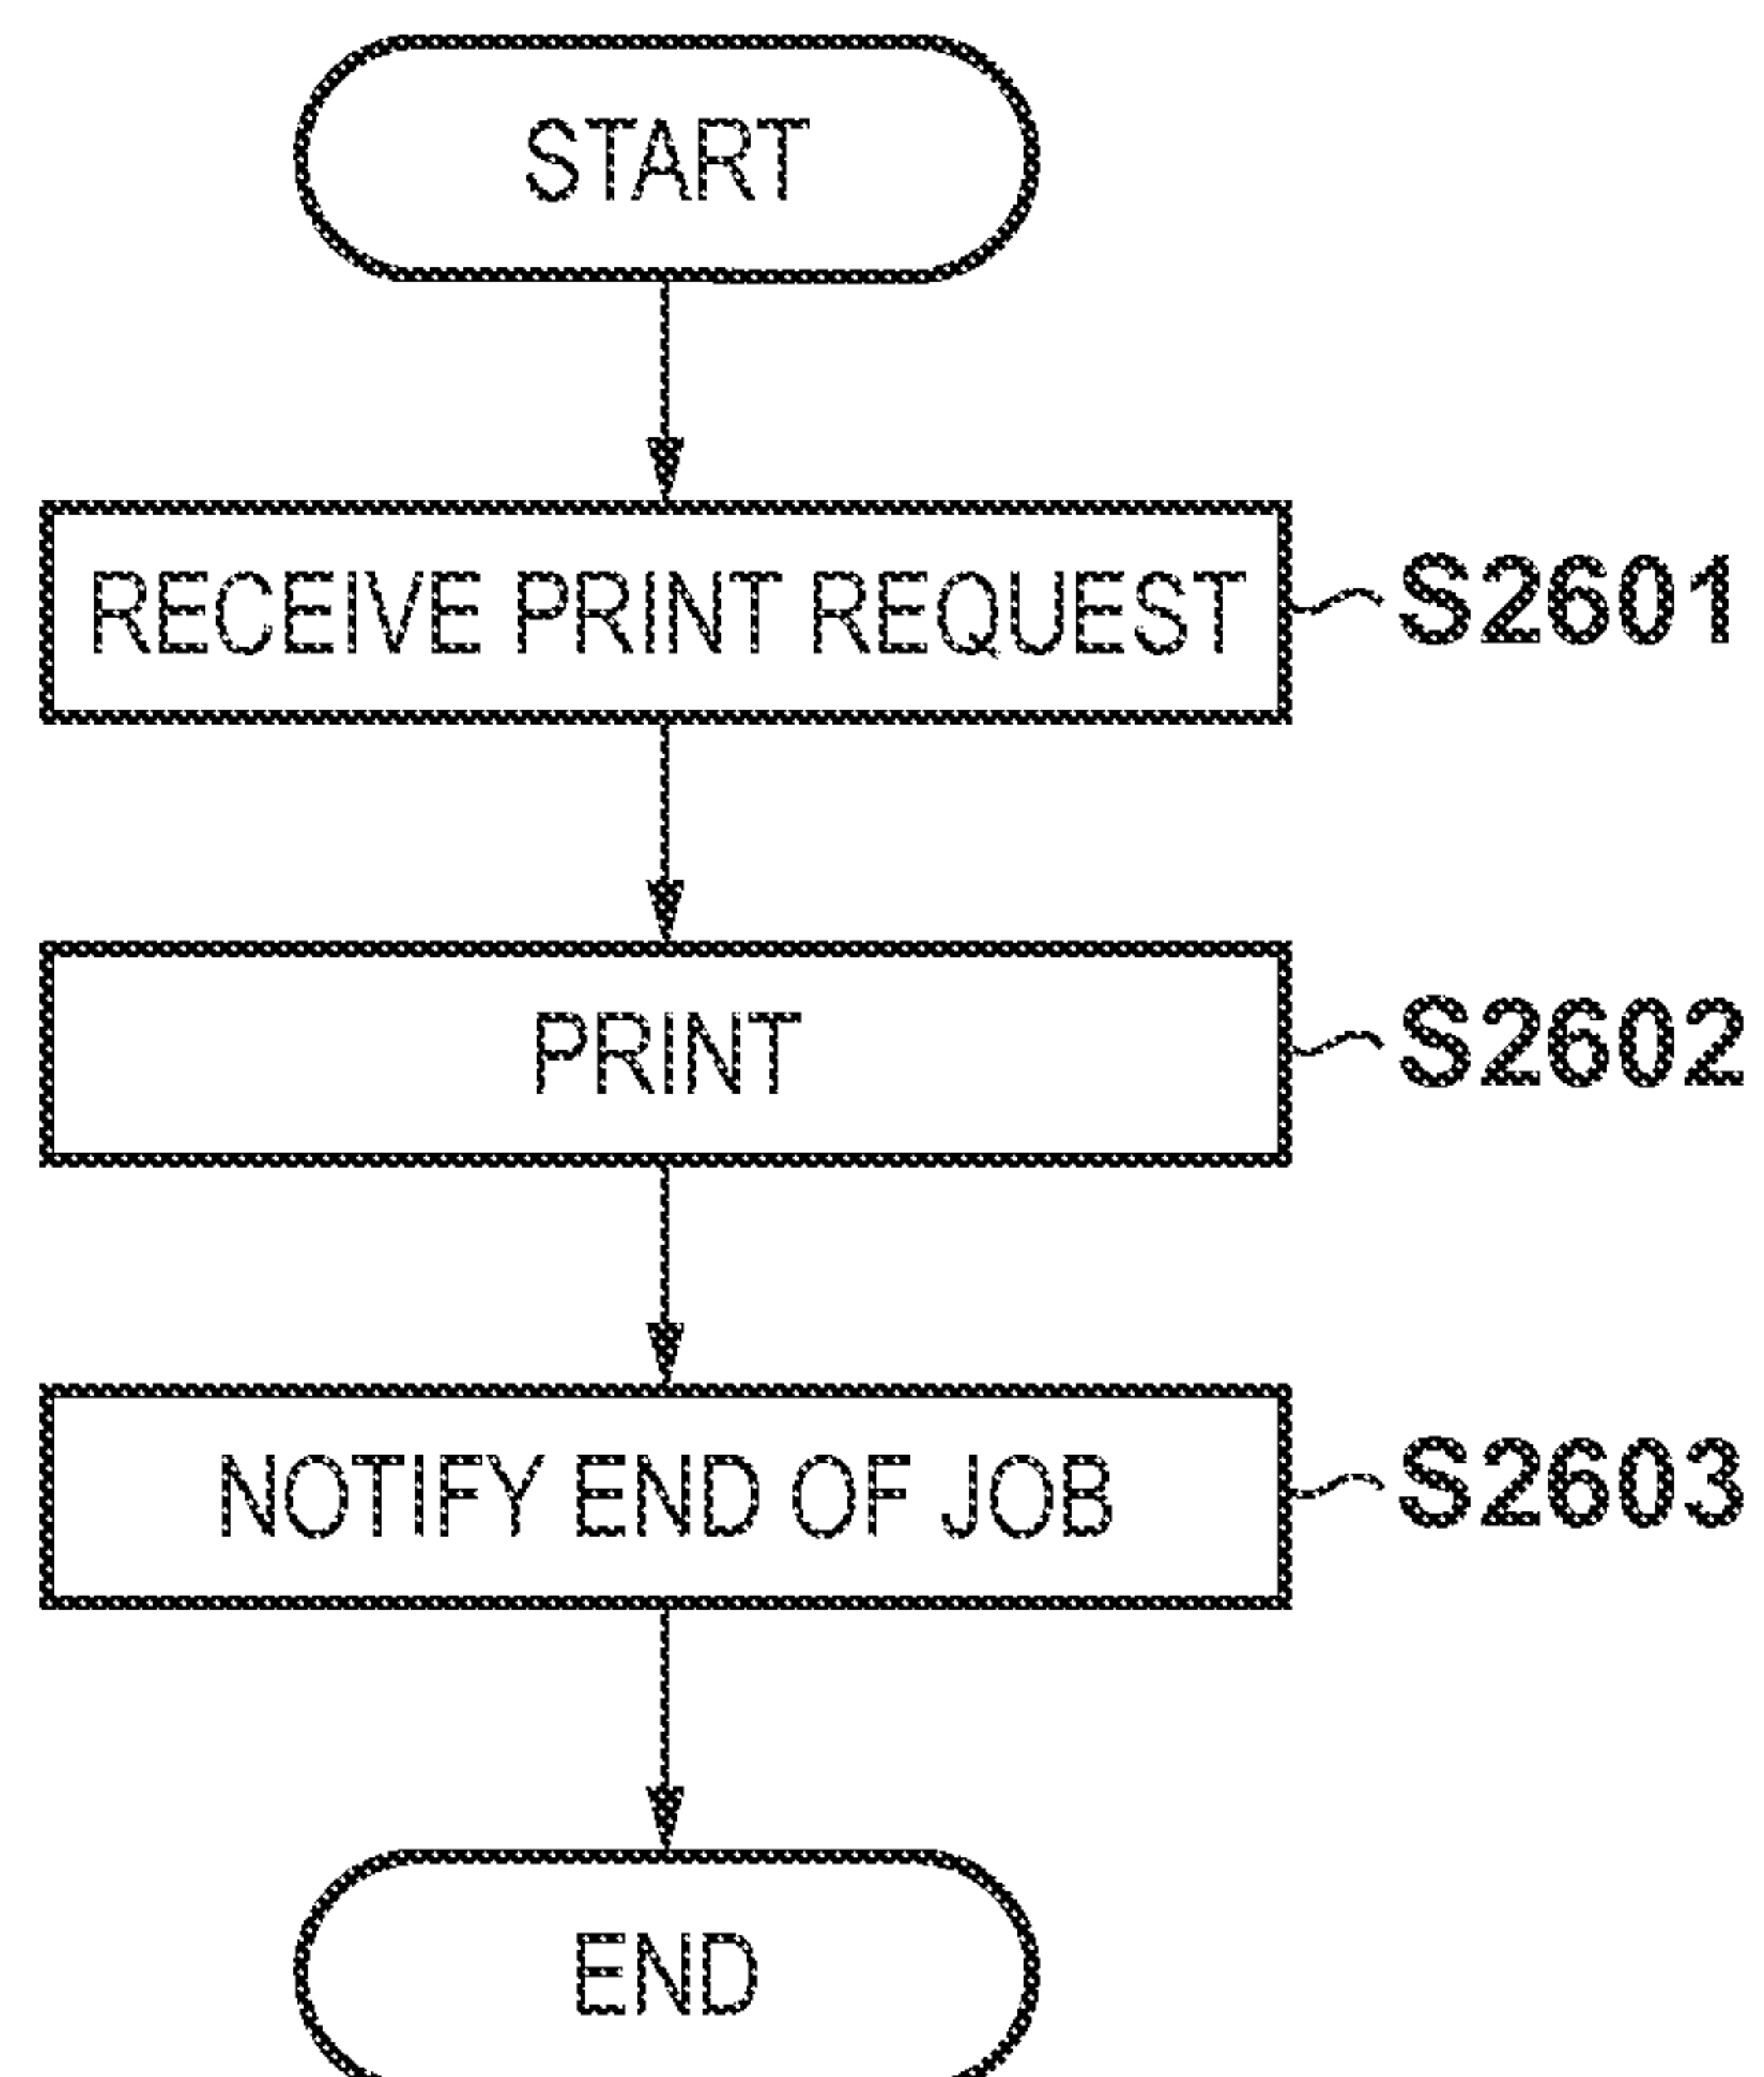 START
RECEIVE PRINT REQUEST S2601
PRINT S2602
NOTIFY END OF JOB S2603
END